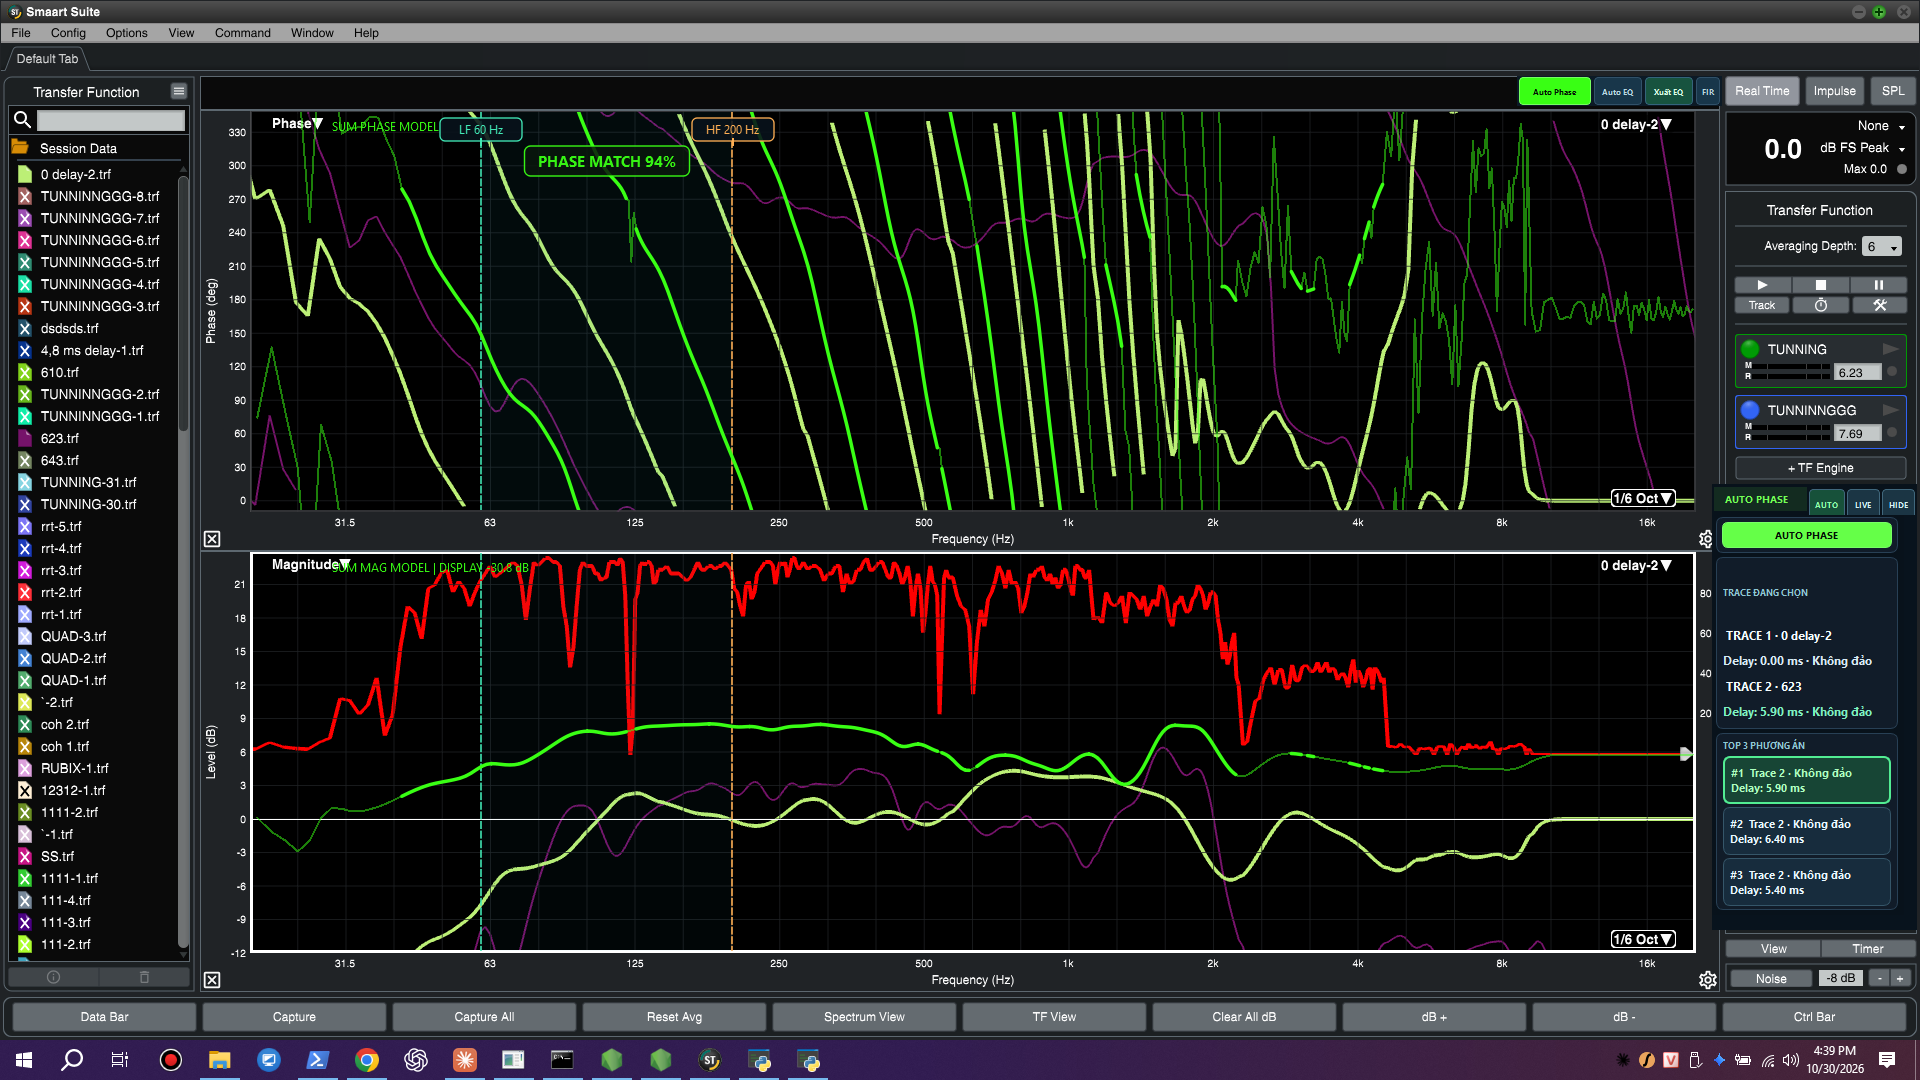 Smaart Suite
File Config Options View Command Window Help
Default Tab
Transfer Function
Session Data
0 delay-2.trf
TUNNINNGGG-8.trf
TUNNINNGGG-7.trf
TUNNINNGGG-6.trf
TUNNINNGGG-5.trf
TUNNINNGGG-4.trf
TUNNINNGGG-3.trf
dsdsds.trf
4,8 ms delay-1.trf
610.trf
TUNNINNGGG-2.trf
TUNNINNGGG-1.trf
623.trf
643.trf
TUNNING-31.trf
TUNNING-30.trf
rrt-5.trf
rrt-4.trf
rrt-3.trf
rrt-2.trf
rrt-1.trf
QUAD-3.trf
QUAD-2.trf
QUAD-1.trf
`-2.trf
coh 2.trf
coh 1.trf
RUBIX-1.trf
12312-1.trf
1111-2.trf
`-1.trf
SS.trf
1111-1.trf
111-4.trf
111-3.trf
111-2.trf
Auto Phase Auto EQ Xuất EQ FIR
Phase▼ SUM PHASE MODEL LF 60 Hz HF 200 Hz 0 delay-2▼
PHASE MATCH 94%
Phase (deg)
330
300
270
240
210
180
150
120
90
60
30
0
1/6 Oct▼
31.5 63 125 250 500 1k 2k 4k 8k 16k
Frequency (Hz)
Magnitude▼ SUM MAG MODEL | DISPLAY -30.8 dB 0 delay-2▼
Level (dB)
21
18
15
12
9
6
3
0
-3
-6
-9
-12
80
60
40
20
1/6 Oct▼
31.5 63 125 250 500 1k 2k 4k 8k 16k
Frequency (Hz)
Real Time Impulse SPL
None
0.0 dB FS Peak
Max 0.0
Transfer Function
Averaging Depth: 6
Track
TUNNING
M
R
6.23
TUNNINNGGG
M
R
7.69
+ TF Engine
AUTO PHASE AUTO LIVE HIDE
AUTO PHASE
TRACE ĐANG CHỌN
TRACE 1 · 0 delay-2
Delay: 0.00 ms · Không đảo
TRACE 2 · 623
Delay: 5.90 ms · Không đảo
TOP 3 PHƯƠNG ÁN
#1 Trace 2 · Không đảo
Delay: 5.90 ms
#2 Trace 2 · Không đảo
Delay: 6.40 ms
#3 Trace 2 · Không đảo
Delay: 5.40 ms
View Timer
Noise -8 dB - +
Data Bar Capture Capture All Reset Avg Spectrum View TF View Clear All dB dB + dB - Ctrl Bar
4:39 PM
10/30/2026